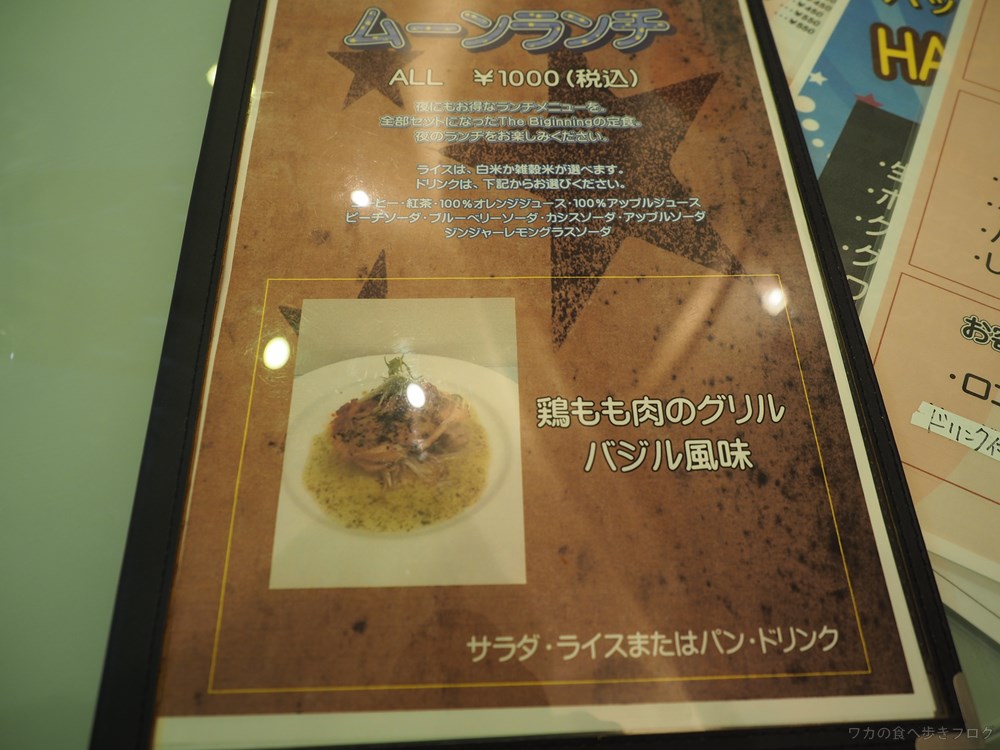 ムーンランチ
ALL ￥1000(税込)
夜にもお得なランチメニューを。
全部セットになったThe Biginningの定食。
夜のランチをお楽しみください。
ライスは、白米か雑穀米が選べます。
ドリンクは、下記からお選びください。
コーヒー・紅茶・100%オレンジジュース・100%アップルジュース
ピーチソーダ・ブルーベリーソーダ・カシスソーダ・アップルソーダ
ジンジャーレモングラスソーダ
鶏もも肉のグリル
バジル風味
サラダ・ライスまたはパン・ドリンク
￥450
￥550
HA
ドリンク付
ワカの食べ歩きブログ